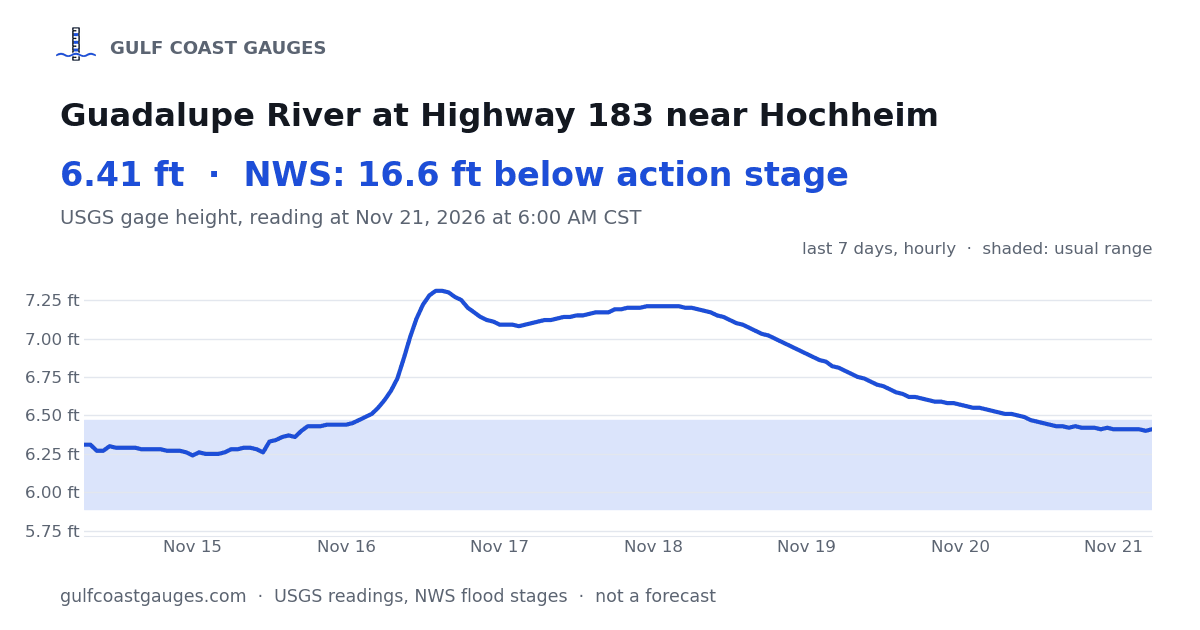 GULF COAST GAUGES
Guadalupe River at Highway 183 near Hochheim
6.41 ft · NWS: 16.6 ft below action stage
USGS gage height, reading at Nov 21, 2026 at 6:00 AM CST
last 7 days, hourly · shaded: usual range
7.25 ft
7.00 ft
6.75 ft
6.50 ft
6.25 ft
6.00 ft
5.75 ft
Nov 15 Nov 16 Nov 17 Nov 18 Nov 19 Nov 20 Nov 21
gulfcoastgauges.com · USGS readings, NWS flood stages · not a forecast